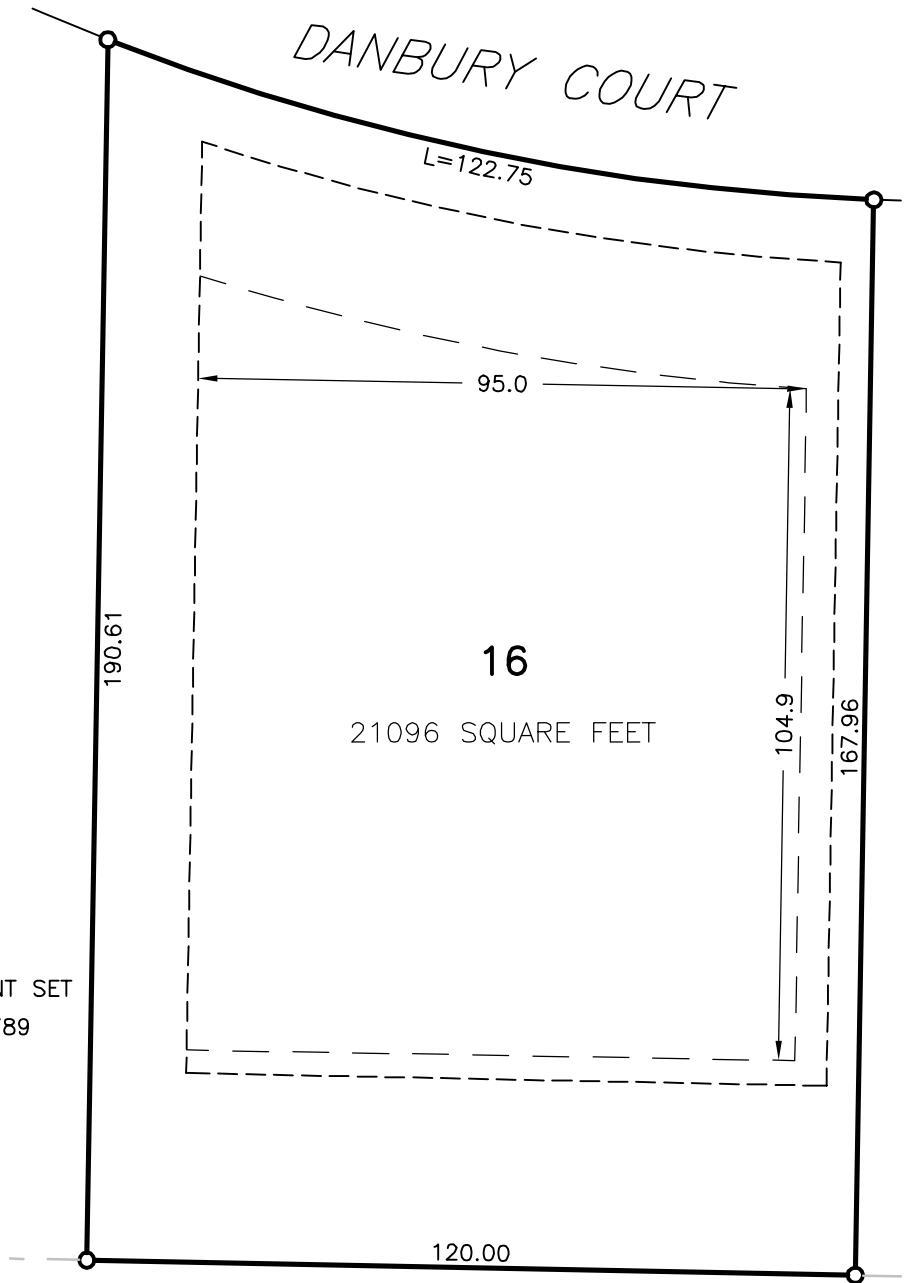 DANBURY COURT
L=122.75
95.0
190.61
16
104.9
167.96
21096 SQUARE FEET
NT SET
789
120.00